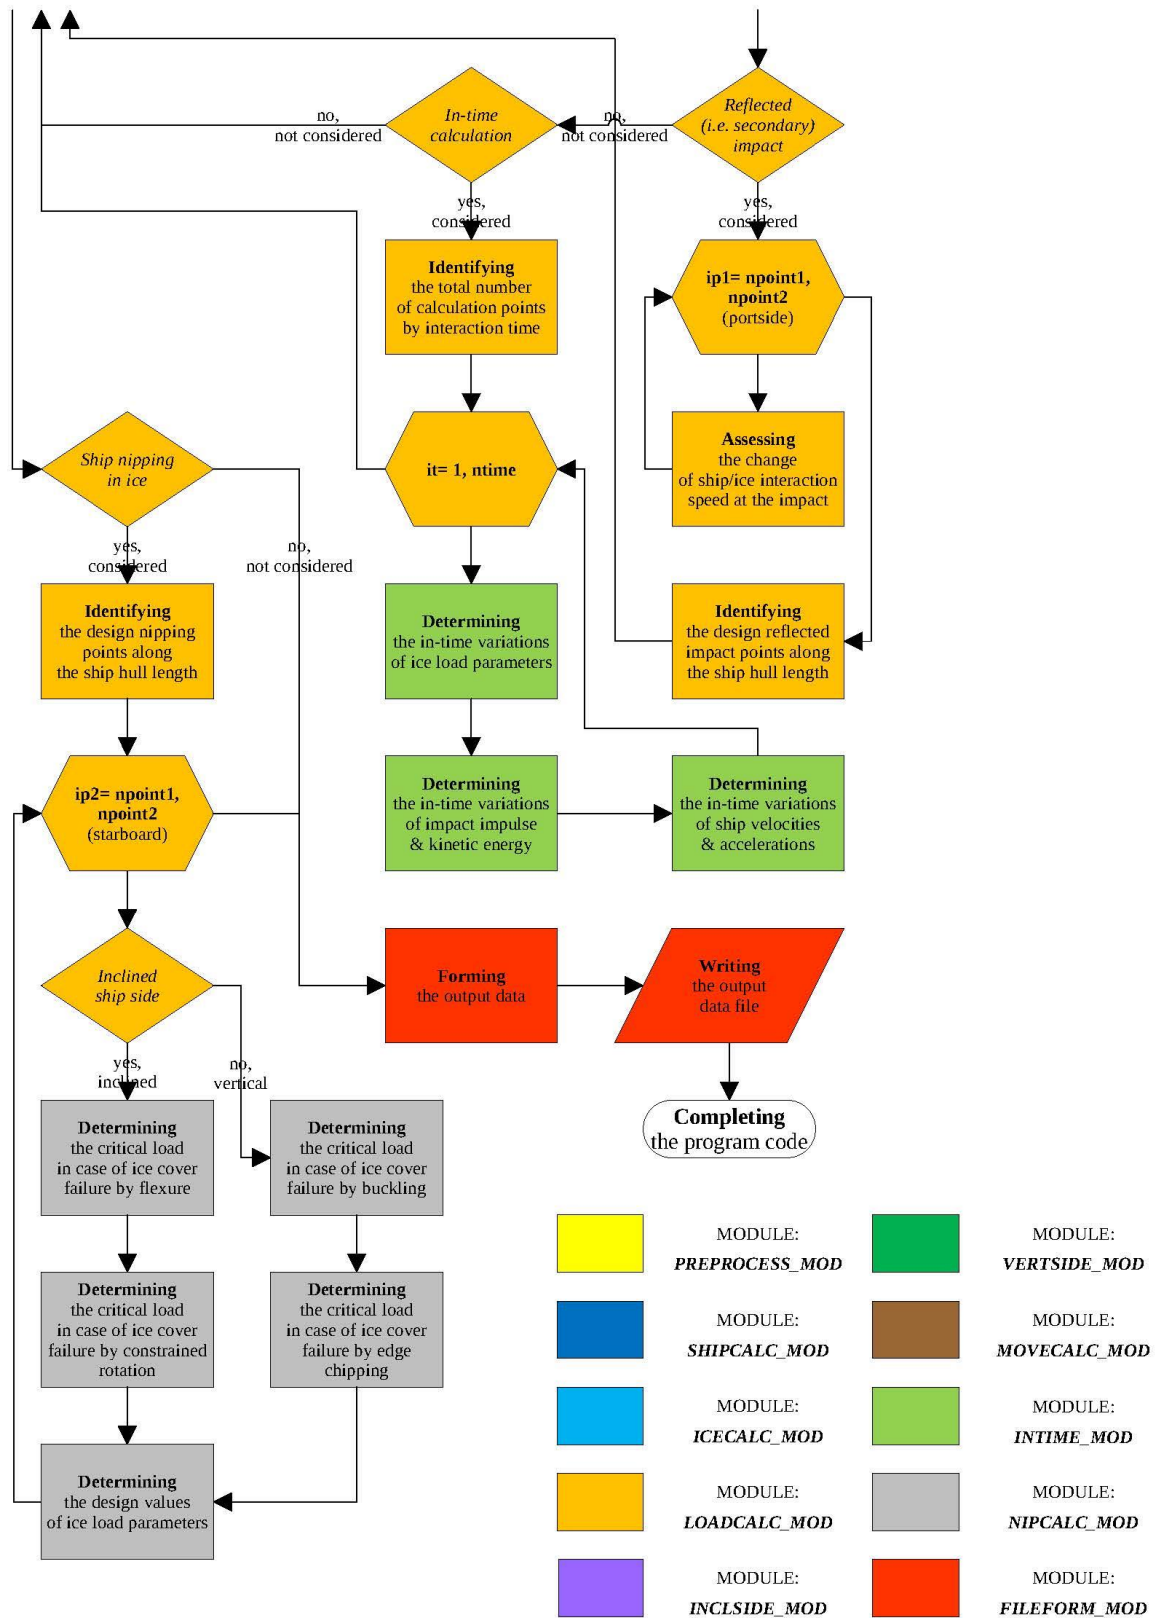 Reflected
(i.e. secondary)
impact
In-time
calculation
no,
not considered
no,
not considered
yes,
considered
yes,
considered
Identifying
the total number
of calculation points
by interaction time
ip1= npoint1,
npoint2
(portside)
Ship nipping
in ice
it= 1, ntime
Assessing
the change
of ship/ice interaction
speed at the impact
yes,
considered
no,
not considered
Identifying
the design nipping
points along
the ship hull length
Determining
the in-time variations
of ice load parameters
Identifying
the design reflected
impact points along
the ship hull length
ip2= npoint1,
npoint2
(starboard)
Determining
the in-time variations
of impact impulse
& kinetic energy
Determining
the in-time variations
of ship velocities
& accelerations
Inclined
ship side
Forming
the output data
Writing
the output
data file
yes,
inclined
no,
vertical
Determining
the critical load
in case of ice cover
failure by flexure
Determining
the critical load
in case of ice cover
failure by buckling
Completing
the program code
Determining
the critical load
in case of ice cover
failure by constrained
rotation
Determining
the critical load
in case of ice cover
failure by edge
chipping
Determining
the design values
of ice load parameters
MODULE:
PREPROCESS_MOD
MODULE:
VERTSIDE_MOD
MODULE:
SHIPCALC_MOD
MODULE:
MOVECALC_MOD
MODULE:
ICECALC_MOD
MODULE:
INTIME_MOD
MODULE:
LOADCALC_MOD
MODULE:
NIPCALC_MOD
MODULE:
INCLSIDE_MOD
MODULE:
FILEFORM_MOD